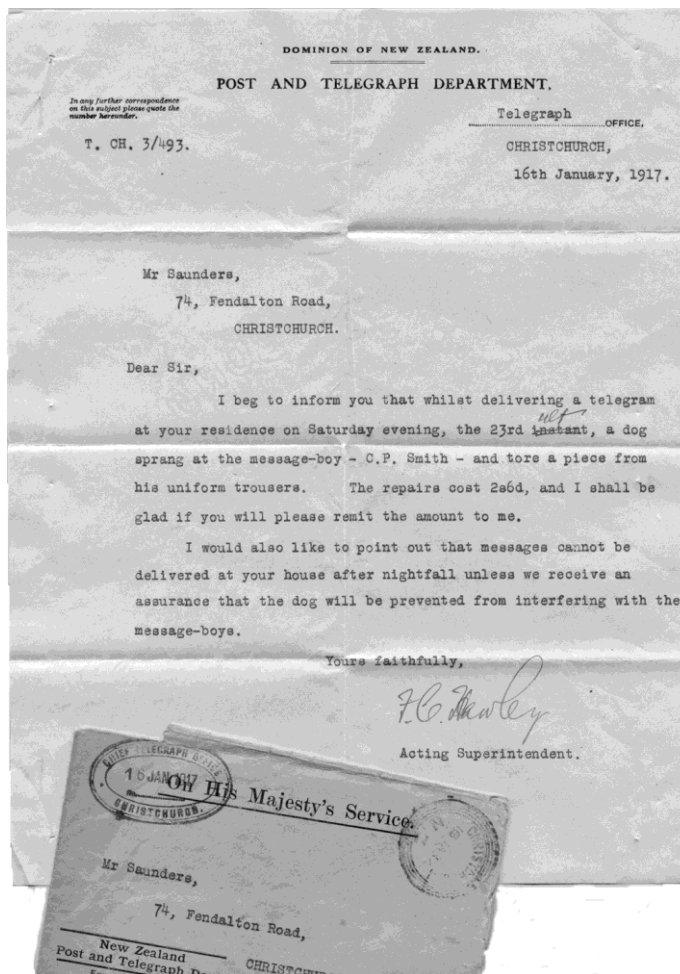 DOMINION OF NEW ZEALAND.
POST AND TELEGRAPH DEPARTMENT.
In any further correspondence
on this subject please quote the
number hereunder.
T. CH. 3/493.
Telegraph OFFICE,
CHRISTCHURCH,
16th January, 1917.
Mr Saunders,
74, Fendalton Road,
CHRISTCHURCH.
Dear Sir,
I beg to inform you that whilst delivering a telegram
ult
at your residence on Saturday evening, the 23rd instant, a dog
sprang at the message-boy - C.P. Smith - and tore a piece from
his uniform trousers. The repairs cost 2s6d, and I shall be
glad if you will please remit the amount to me.
I would also like to point out that messages cannot be
delivered at your house after nightfall unless we receive an
assurance that the dog will be prevented from interfering with the
message-boys.
Yours faithfully,
F.C. Hawley
Acting Superintendent.
CHIEF TELEGRAPH OFFICE
16 JAN 1917
CHRISTCHURCH.
On His Majesty's Service.
Mr Saunders,
74, Fendalton Road,
New Zealand
Post and Telegraph